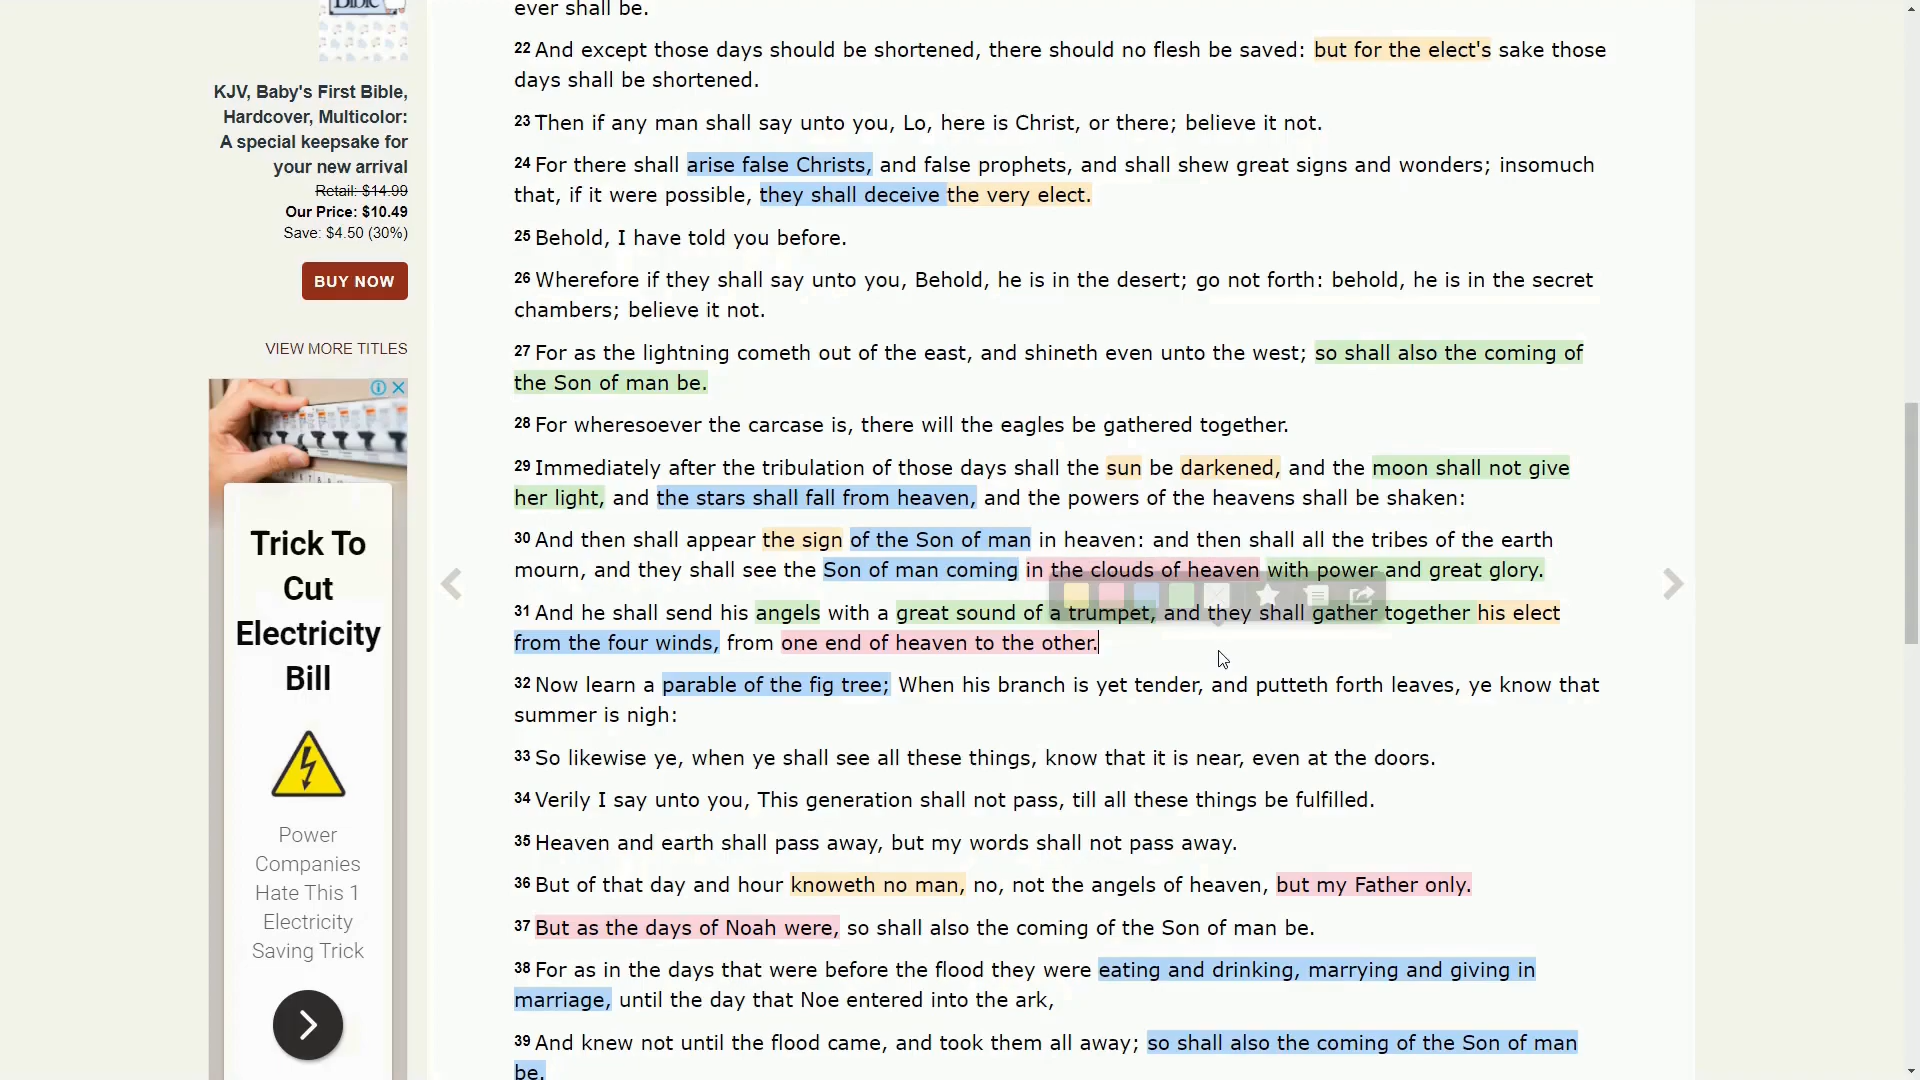 Bible
KJV, Baby's First Bible,
Hardcover, Multicolor:
A special keepsake for
your new arrival
Retail: $14.99
Our Price: $10.49
Save: $4.50 (30%)
BUY NOW
VIEW MORE TITLES
Trick To
Cut
Electricity
Bill
Power
Companies
Hate This 1
Electricity
Saving Trick
ever shall be.
22 And except those days should be shortened, there should no flesh be saved: but for the elect's sake those
days shall be shortened.
23 Then if any man shall say unto you, Lo, here is Christ, or there; believe it not.
24 For there shall arise false Christs, and false prophets, and shall shew great signs and wonders; insomuch
that, if it were possible, they shall deceive the very elect.
25 Behold, I have told you before.
26 Wherefore if they shall say unto you, Behold, he is in the desert; go not forth: behold, he is in the secret
chambers; believe it not.
27 For as the lightning cometh out of the east, and shineth even unto the west; so shall also the coming of
the Son of man be.
28 For wheresoever the carcase is, there will the eagles be gathered together.
29 Immediately after the tribulation of those days shall the sun be darkened, and the moon shall not give
her light, and the stars shall fall from heaven, and the powers of the heavens shall be shaken:
30 And then shall appear the sign of the Son of man in heaven: and then shall all the tribes of the earth
mourn, and they shall see the Son of man coming in the clouds of heaven with power and great glory.
31 And he shall send his angels with a great sound of a trumpet, and they shall gather together his elect
from the four winds, from one end of heaven to the other.
32 Now learn a parable of the fig tree; When his branch is yet tender, and putteth forth leaves, ye know that
summer is nigh:
33 So likewise ye, when ye shall see all these things, know that it is near, even at the doors.
34 Verily I say unto you, This generation shall not pass, till all these things be fulfilled.
35 Heaven and earth shall pass away, but my words shall not pass away.
36 But of that day and hour knoweth no man, no, not the angels of heaven, but my Father only.
37 But as the days of Noah were, so shall also the coming of the Son of man be.
38 For as in the days that were before the flood they were eating and drinking, marrying and giving in
marriage, until the day that Noe entered into the ark,
39 And knew not until the flood came, and took them all away; so shall also the coming of the Son of man
be.